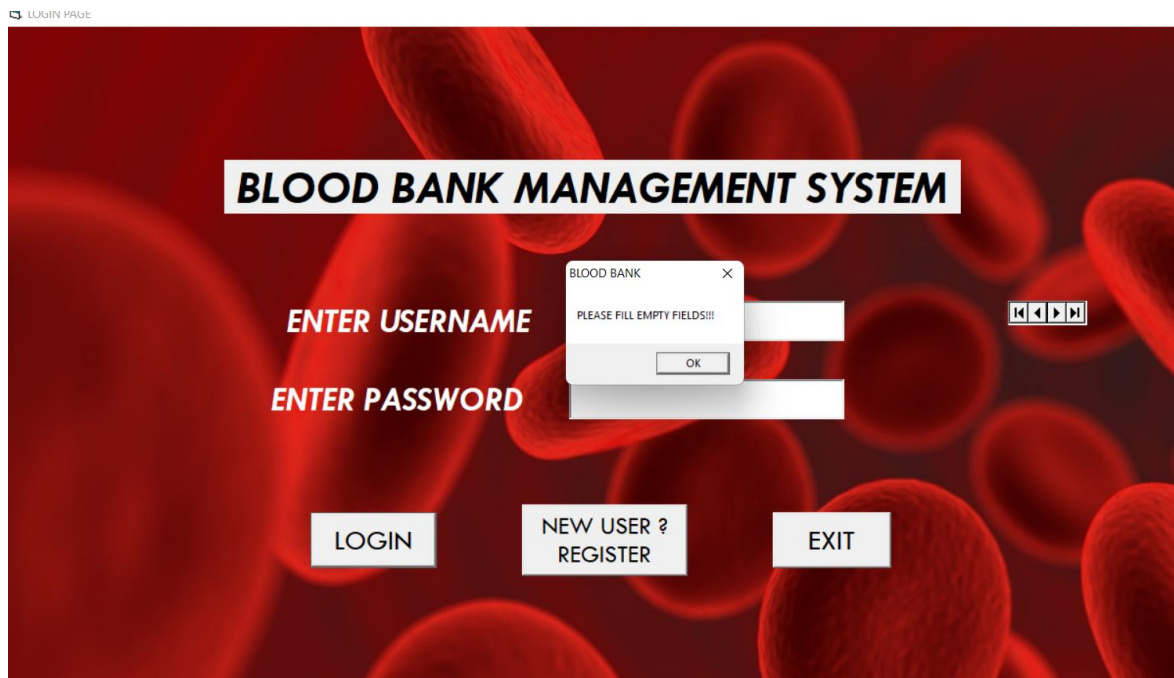 LOGIN PAGE
BLOOD BANK MANAGEMENT SYSTEM
BLOOD BANK
PLEASE FILL EMPTY FIELDS!!!
OK
ENTER USERNAME
ENTER PASSWORD
LOGIN
NEW USER ?
REGISTER
EXIT